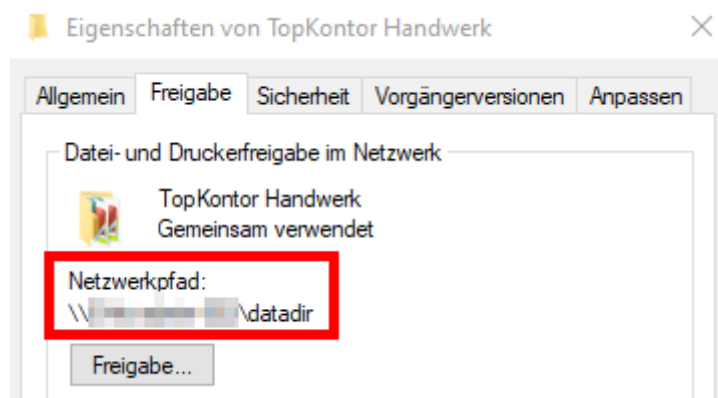 Eigenschaften von TopKontor Handwerk
Allgemein Freigabe Sicherheit Vorgängerversionen Anpassen
Datei- und Druckerfreigabe im Netzwerk
TopKontor Handwerk
Gemeinsam verwendet
Netzwerkpfad:
\\ \datadir
Freigabe...